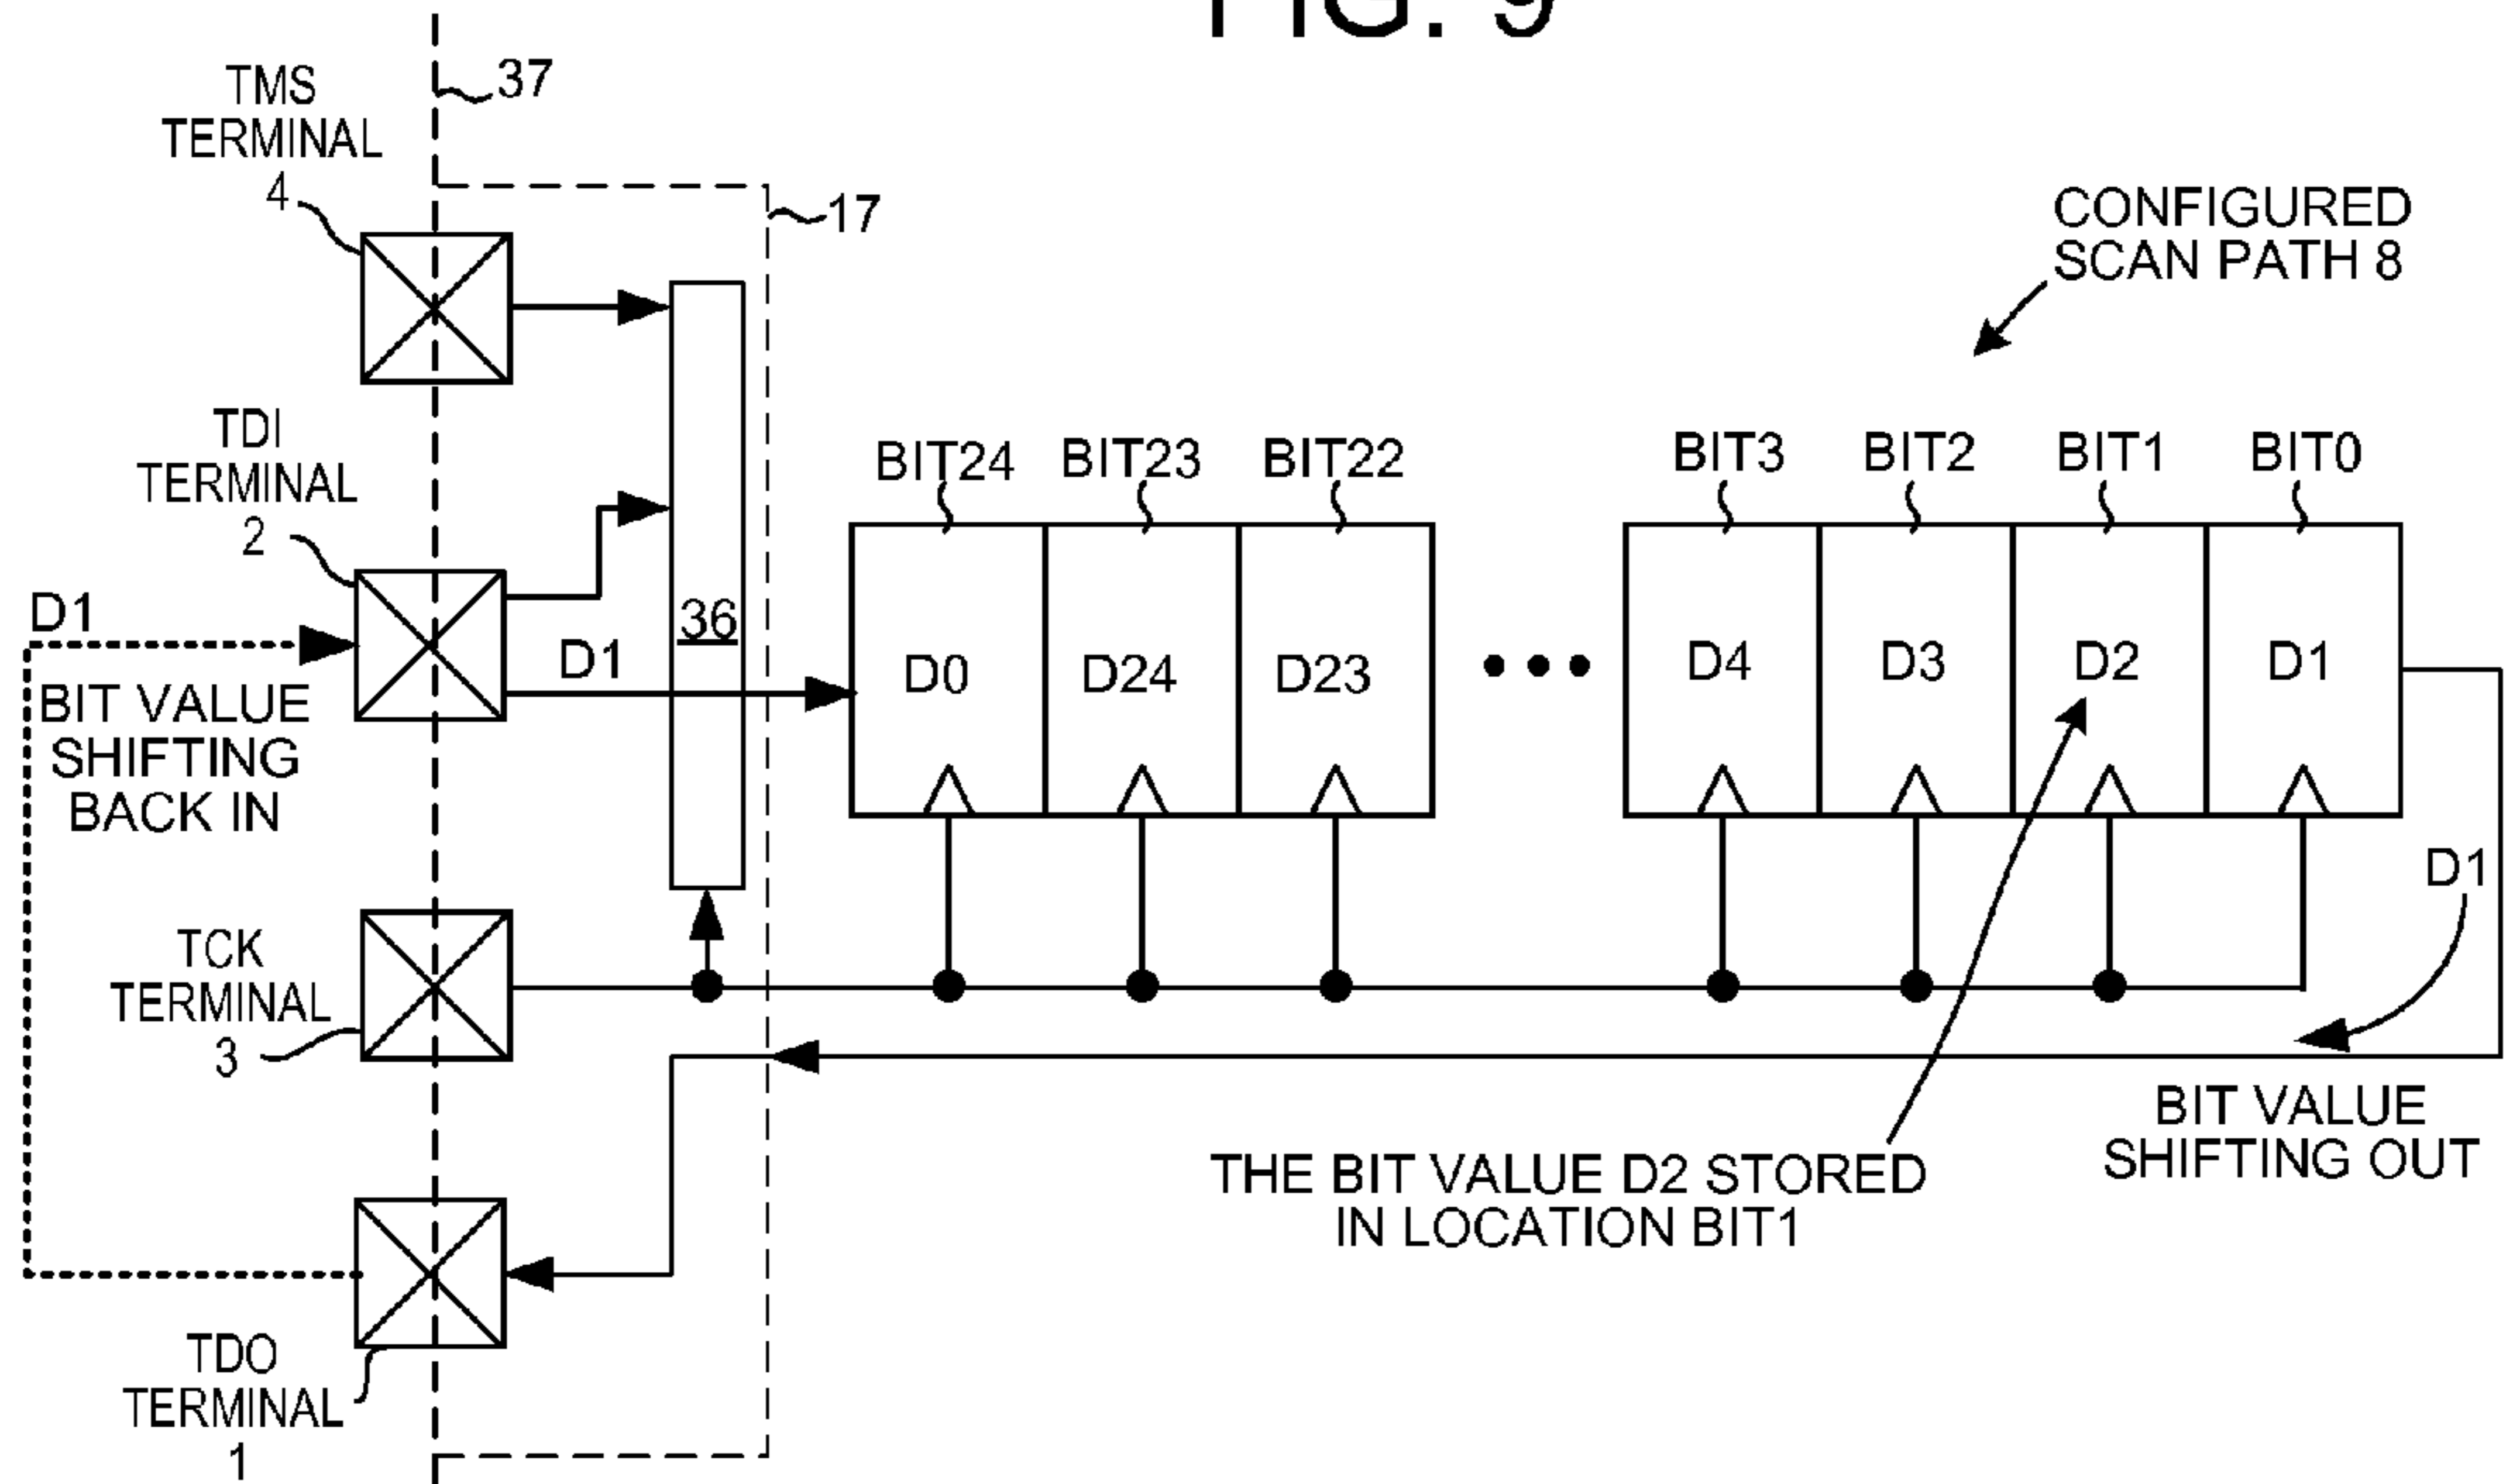 FIG. 9
TMS
TERMINAL
4
37
17
CONFIGURED
SCAN PATH 8
TDI
TERMINAL
2
BIT24
BIT23
BIT22
BIT3
BIT2
BIT1
BIT0
D1
36
D1
D0
D24
D23
D4
D3
D2
D1
BIT VALUE
SHIFTING
BACK IN
D1
TCK
TERMINAL
3
BIT VALUE
SHIFTING OUT
THE BIT VALUE D2 STORED
IN LOCATION BIT1
TDO
TERMINAL
1